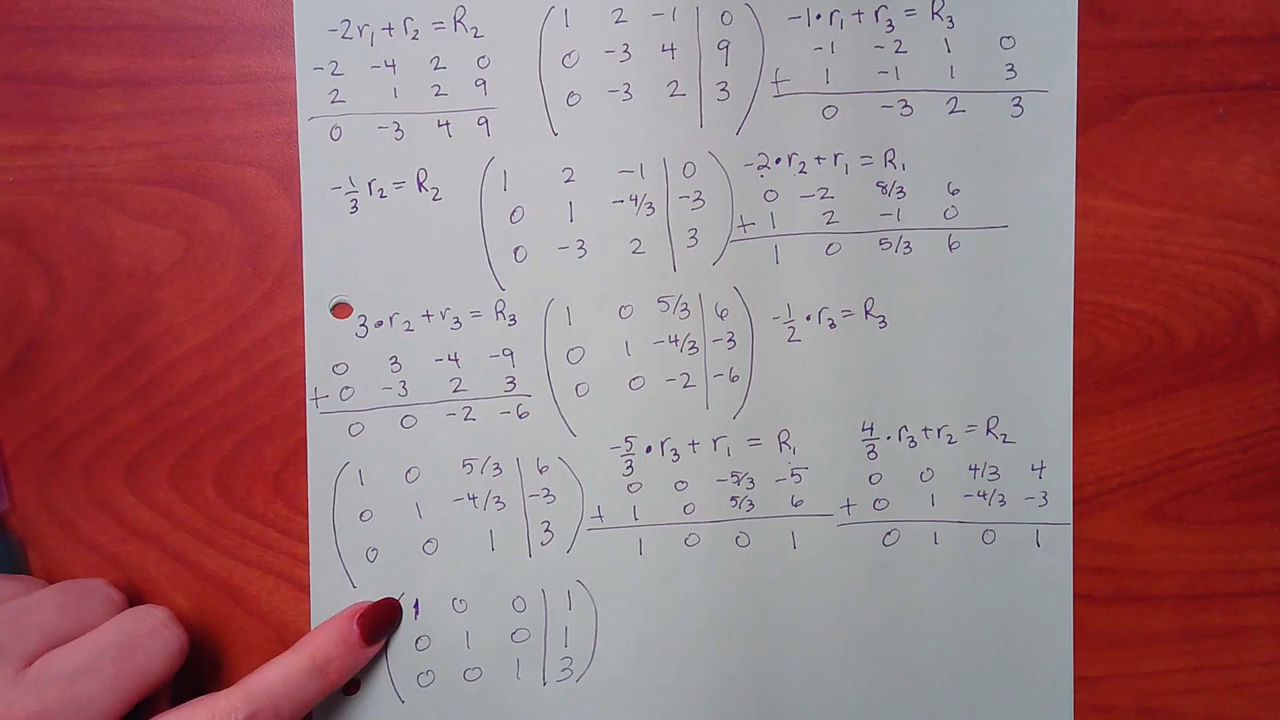 -2r₁ + r₂ = R₂
-2 -4 2 0
2 1 2 9
0 -3 4 9
1 2 -1 | 0
0 -3 4 | 9
0 -3 2 | 3
-1·r₁ + r₃ = R₃
-1 -2 1 0
+ 1 -1 1 3
0 -3 2 3
-1/3 r₂ = R₂
1 2 -1 | 0
0 1 -4/3 | -3
0 -3 2 | 3
-2·r₂ + r₁ = R₁
0 -2 8/3 6
+ 1 2 -1 0
1 0 5/3 6
3·r₂ + r₃ = R₃
0 3 -4 -9
+ 0 -3 2 3
0 0 -2 -6
1 0 5/3 | 6
0 1 -4/3 | -3
0 0 -2 | -6
-1/2·r₃ = R₃
1 0 5/3 | 6
0 1 -4/3 | -3
0 0 1 | 3
-5/3·r₃ + r₁ = R₁
0 0 -5/3 -5
+ 1 0 5/3 6
1 0 0 1
4/3·r₃ + r₂ = R₂
0 0 4/3 4
+ 0 1 -4/3 -3
0 1 0 1
1 0 0 | 1
0 1 0 | 1
0 0 1 | 3